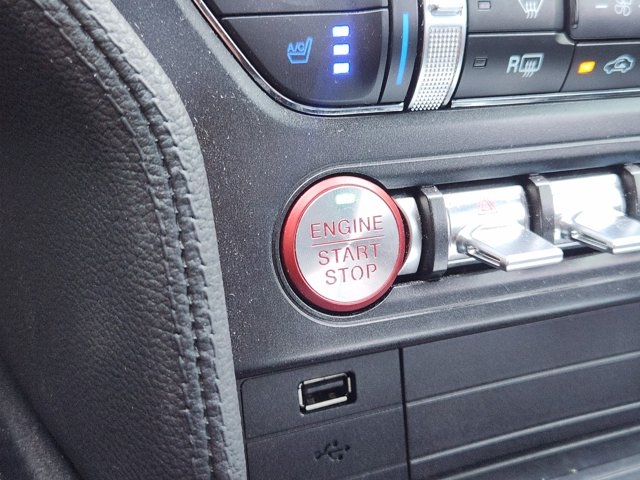 A/C
R
ENGINE
START
STOP